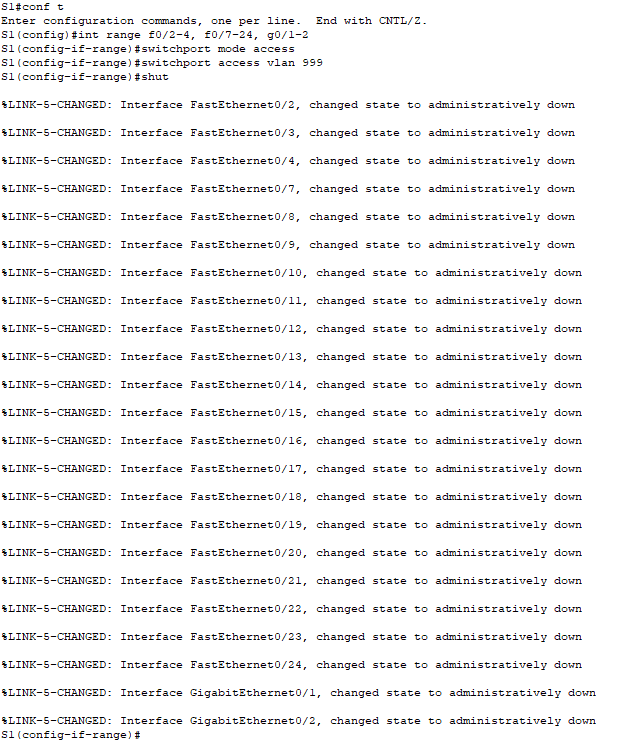 S1#conf t
Enter configuration commands, one per line.  End with CNTL/Z.
S1(config)#int range f0/2-4, f0/7-24, g0/1-2
S1(config-if-range)#switchport mode access
S1(config-if-range)#switchport access vlan 999
S1(config-if-range)#shut
%LINK-5-CHANGED: Interface FastEthernet0/2, changed state to administratively down
%LINK-5-CHANGED: Interface FastEthernet0/3, changed state to administratively down
%LINK-5-CHANGED: Interface FastEthernet0/4, changed state to administratively down
%LINK-5-CHANGED: Interface FastEthernet0/7, changed state to administratively down
%LINK-5-CHANGED: Interface FastEthernet0/8, changed state to administratively down
%LINK-5-CHANGED: Interface FastEthernet0/9, changed state to administratively down
%LINK-5-CHANGED: Interface FastEthernet0/10, changed state to administratively down
%LINK-5-CHANGED: Interface FastEthernet0/11, changed state to administratively down
%LINK-5-CHANGED: Interface FastEthernet0/12, changed state to administratively down
%LINK-5-CHANGED: Interface FastEthernet0/13, changed state to administratively down
%LINK-5-CHANGED: Interface FastEthernet0/14, changed state to administratively down
%LINK-5-CHANGED: Interface FastEthernet0/15, changed state to administratively down
%LINK-5-CHANGED: Interface FastEthernet0/16, changed state to administratively down
%LINK-5-CHANGED: Interface FastEthernet0/17, changed state to administratively down
%LINK-5-CHANGED: Interface FastEthernet0/18, changed state to administratively down
%LINK-5-CHANGED: Interface FastEthernet0/19, changed state to administratively down
%LINK-5-CHANGED: Interface FastEthernet0/20, changed state to administratively down
%LINK-5-CHANGED: Interface FastEthernet0/21, changed state to administratively down
%LINK-5-CHANGED: Interface FastEthernet0/22, changed state to administratively down
%LINK-5-CHANGED: Interface FastEthernet0/23, changed state to administratively down
%LINK-5-CHANGED: Interface FastEthernet0/24, changed state to administratively down
%LINK-5-CHANGED: Interface GigabitEthernet0/1, changed state to administratively down
%LINK-5-CHANGED: Interface GigabitEthernet0/2, changed state to administratively down
S1(config-if-range)#